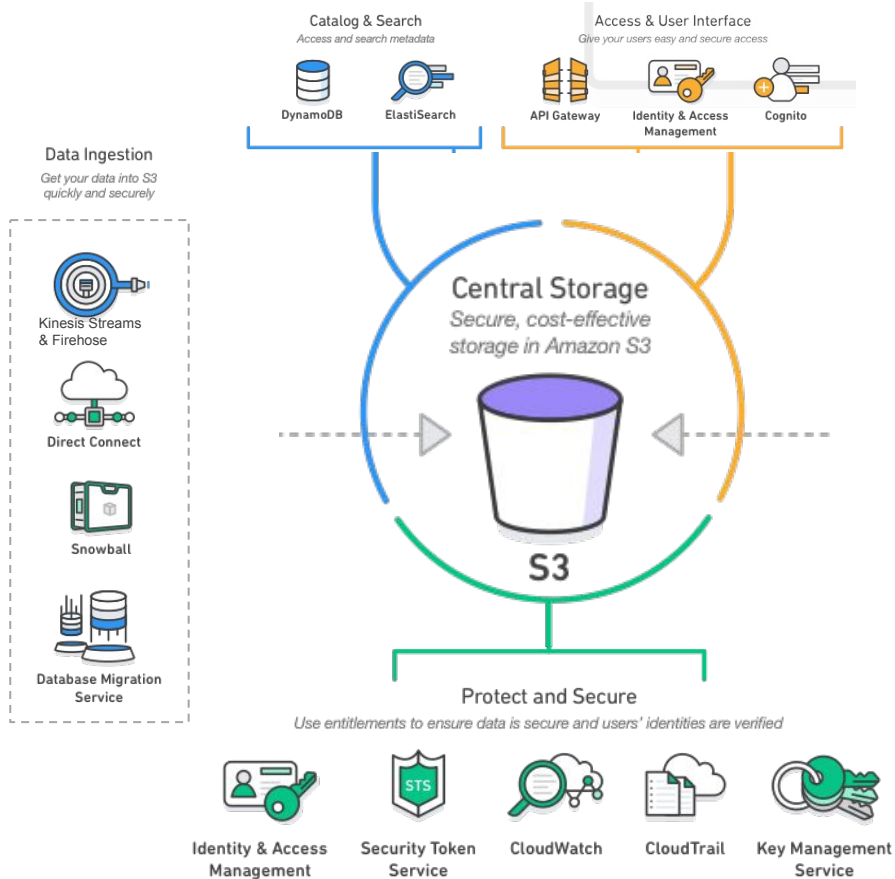 Catalog & Search
Access and search metadata
DynamoDB
ElastiSearch
Access & User Interface
Give your users easy and secure access
API Gateway
Identity & Access
Management
Cognito
Data Ingestion
Get your data into S3
quickly and securely
Kinesis Streams
& Firehose
Direct Connect
Snowball
Database Migration
Service
Central Storage
Secure, cost-effective
storage in Amazon S3
S3
Protect and Secure
Use entitlements to ensure data is secure and users’ identities are verified
Identity & Access
Management
STS
Security Token
Service
CloudWatch
CloudTrail
Key Management
Service